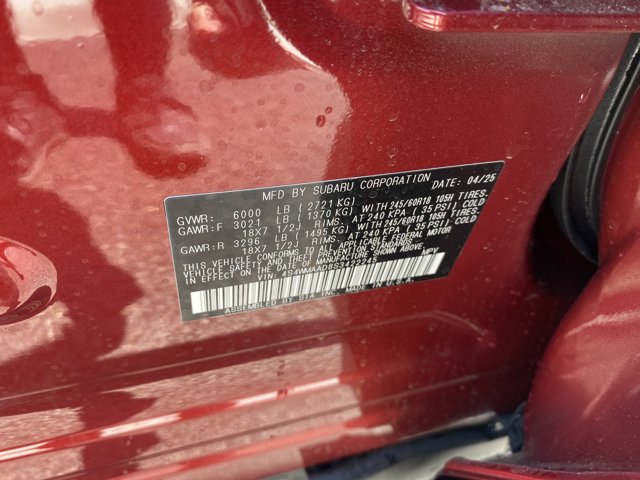 MFD BY SUBARU CORPORATION DATE: 04/25
GVWR: 6000 LB ( 2721 KG)
GAWR: F 3021 LB ( 1370 KG) WITH 245/60R18 105H TIRES.
18X7 1/2J RIMS, AT 240 KPA ( 35 PSI) COLD
GAWR: R 3296 LB ( 1495 KG) WITH 245/60R18 105H TIRES.
18X7 1/2J RIMS, AT 240 KPA ( 35 PSI) COLD
THIS VEHICLE CONFORMS TO ALL APPLICABLE FEDERAL MOTOR
VEHICLE SAFETY STANDARDS IN EFFECT ON THE DATE OF
MANUFACTURE SHOWN ABOVE.
VIN: 4S4WMAAD8S3422245 MPV
ASSEMBLED BY SIA INC. MADE IN U.S.A.